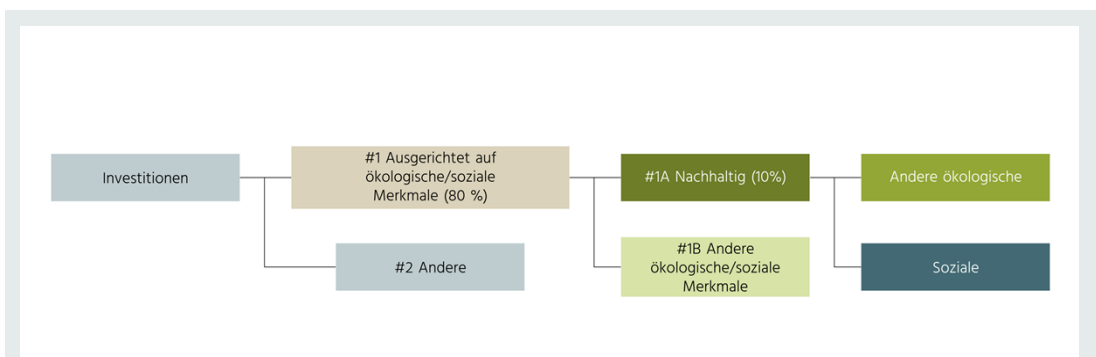 Investitionen
#1 Ausgerichtet auf
ökologische/soziale
Merkmale (80 %)
#1A Nachhaltig (10%)
Andere ökologische
#2 Andere
#1B Andere
ökologische/soziale
Merkmale
Soziale